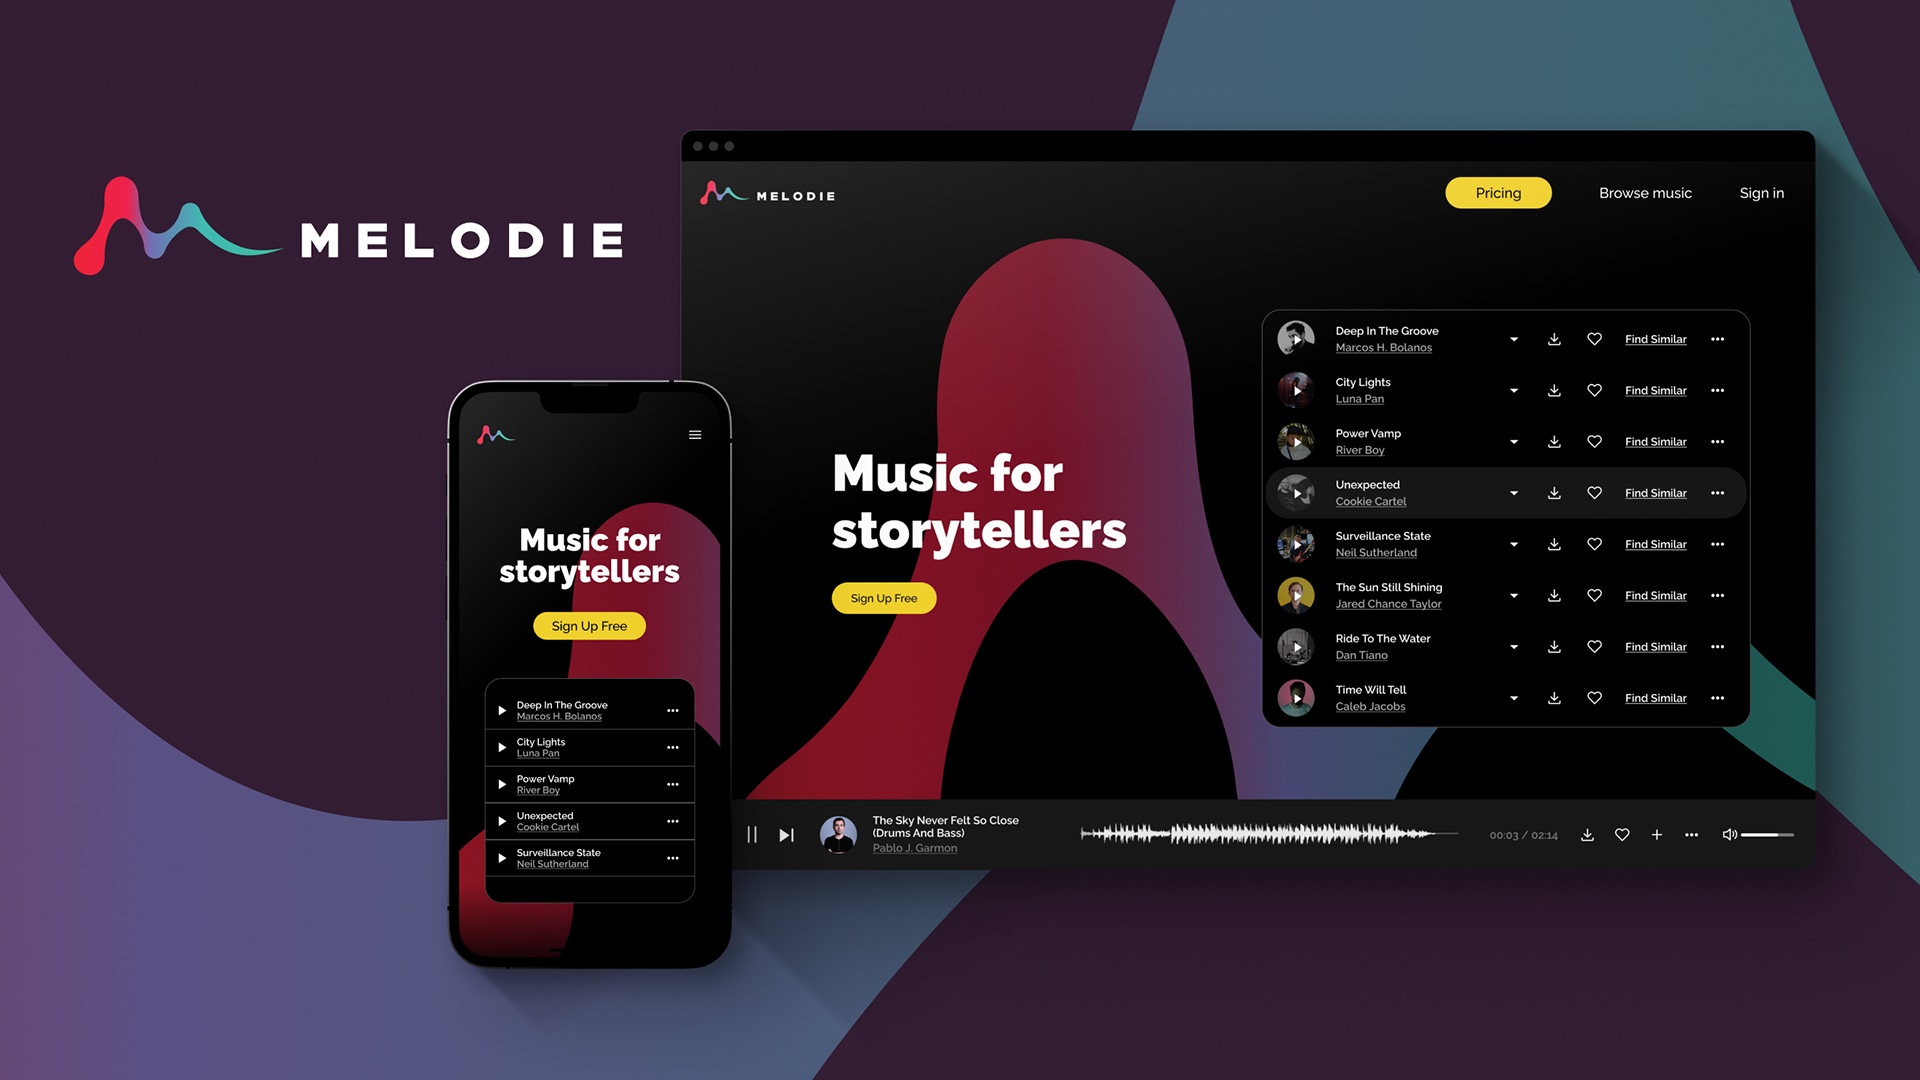 MELODIE
MELODIE
Pricing
Browse music
Sign in
Music for
storytellers
Sign Up Free
Deep In The Groove
Marcos H. Bolanos
Find Similar
City Lights
Luna Pan
Find Similar
Power Vamp
River Boy
Find Similar
Unexpected
Cookie Cartel
Find Similar
Surveillance State
Neil Sutherland
Find Similar
The Sun Still Shining
Jared Chance Taylor
Find Similar
Ride To The Water
Dan Tiano
Find Similar
Time Will Tell
Caleb Jacobs
Find Similar
The Sky Never Felt So Close
(Drums And Bass)
Pablo J. Garmon
00:03 / 02:14
Music for
storytellers
Sign Up Free
Deep In The Groove
Marcos H. Bolanos
City Lights
Luna Pan
Power Vamp
River Boy
Unexpected
Cookie Cartel
Surveillance State
Neil Sutherland